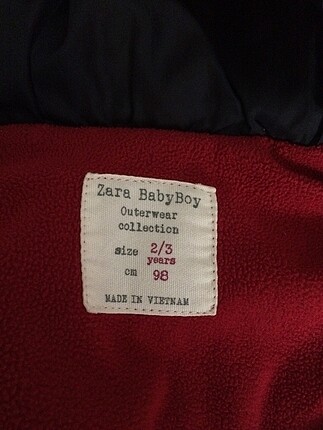 Zara BabyBoy
Outerwear
collection
size 2/3
years
cm 98
MADE IN VIETNAM